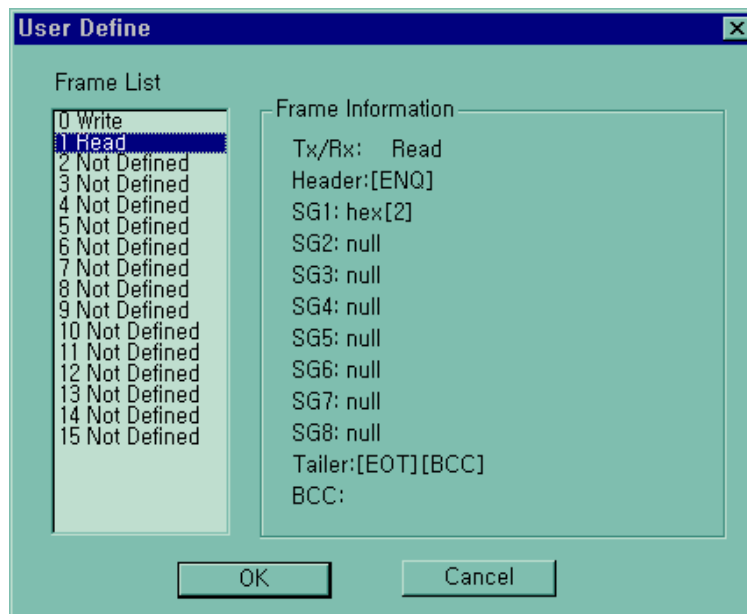 User Define
Frame List
0 Write
1 Read
2 Not Defined
3 Not Defined
4 Not Defined
5 Not Defined
6 Not Defined
7 Not Defined
8 Not Defined
9 Not Defined
10 Not Defined
11 Not Defined
12 Not Defined
13 Not Defined
14 Not Defined
15 Not Defined
Frame Information
Tx/Rx: Read
Header:[ENQ]
SG1: hex[2]
SG2: null
SG3: null
SG4: null
SG5: null
SG6: null
SG7: null
SG8: null
Tailer:[EOT][BCC]
BCC:
OK
Cancel